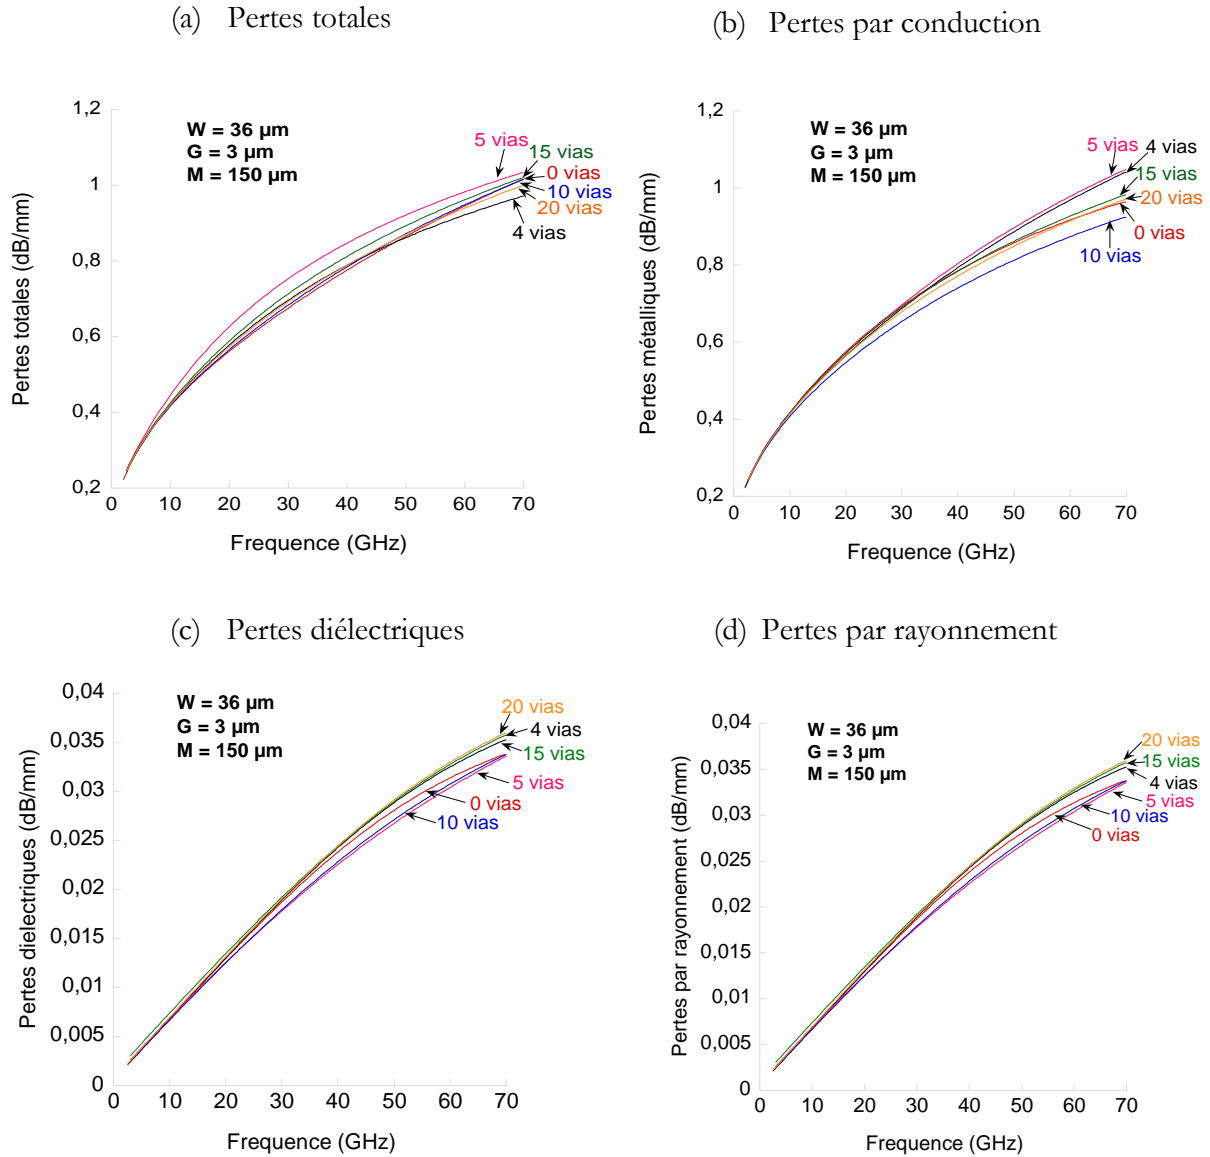 (a) Pertes totales
1,2
1
0,8
0,6
0,4
0,2
Pertes totales (dB/mm)
W = 36 µm
G = 3 µm
M = 150 µm
5 vias
15 vias
0 vias
10 vias
20 vias
4 vias
0 10 20 30 40 50 60 70
Frequence (GHz)
(b) Pertes par conduction
1,2
1
0,8
0,6
0,4
0,2
Pertes métalliques (dB/mm)
W = 36 µm
G = 3 µm
M = 150 µm
5 vias
4 vias
15 vias
20 vias
0 vias
10 vias
0 10 20 30 40 50 60 70
Frequence (GHz)
(c) Pertes diélectriques
0,04
0,035
0,03
0,025
0,02
0,015
0,01
0,005
0
Pertes dielectriques (dB/mm)
W = 36 µm
G = 3 µm
M = 150 µm
20 vias
4 vias
15 vias
5 vias
0 vias
10 vias
0 10 20 30 40 50 60 70
Frequence (GHz)
(d) Pertes par rayonnement
0,04
0,035
0,03
0,025
0,02
0,015
0,01
0,005
0
Pertes par rayonnement (dB/mm)
W = 36 µm
G = 3 µm
M = 150 µm
20 vias
15 vias
4 vias
5 vias
10 vias
0 vias
0 10 20 30 40 50 60 70
Frequence (GHz)